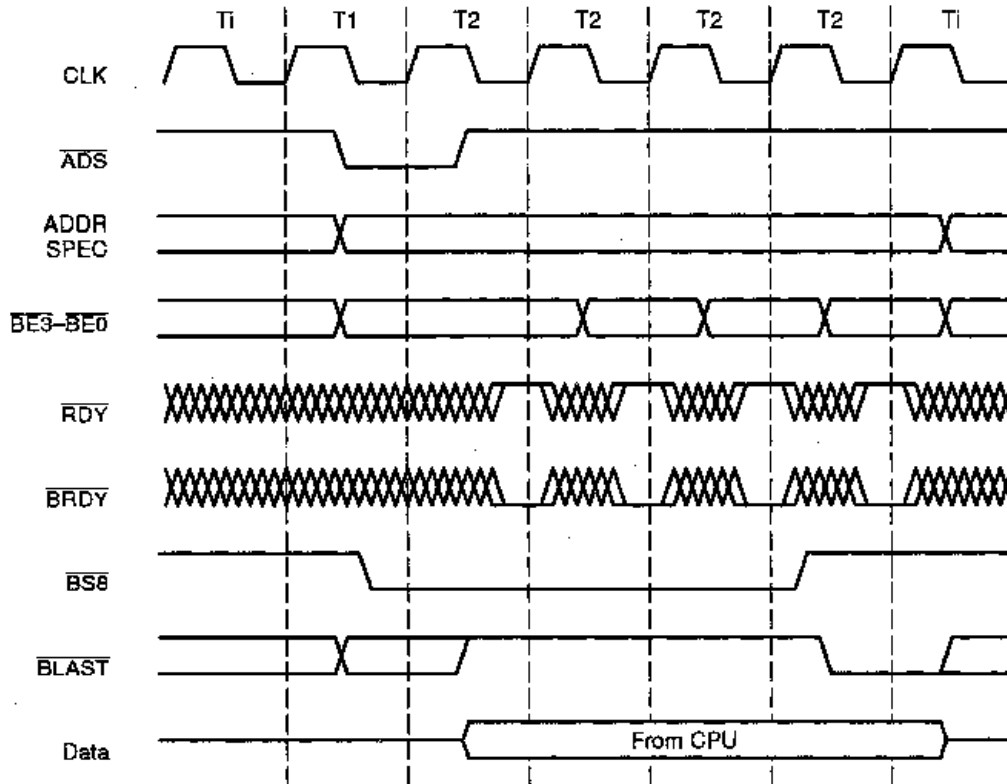 Ti T1 T2 T2 T2 T2 Ti
CLK
ADS
ADDR
SPEC
BE3–BE0
RDY
BRDY
BS8
BLAST
Data
From CPU